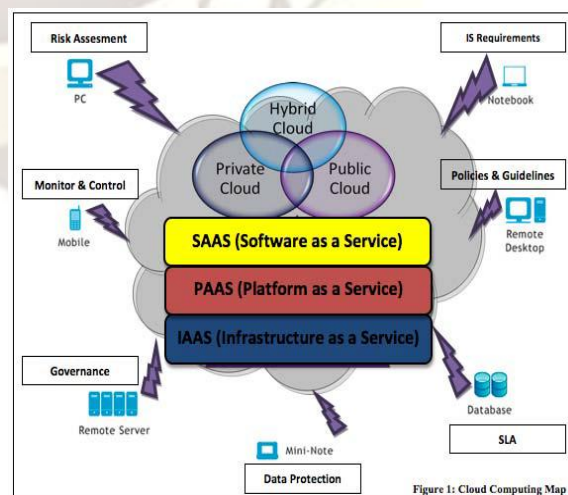 Risk Assesment
PC
IS Requirements
Notebook
Hybrid
Cloud
Private
Cloud
Public
Cloud
Monitor & Control
Mobile
Policies & Guidelines
Remote
Desktop
SAAS (Software as a Service)
PAAS (Platform as a Service)
IAAS (Infrastructure as a Service)
Governance
Remote Server
Database
SLA
Mini-Note
Data Protection
Figure 1: Cloud Computing Map